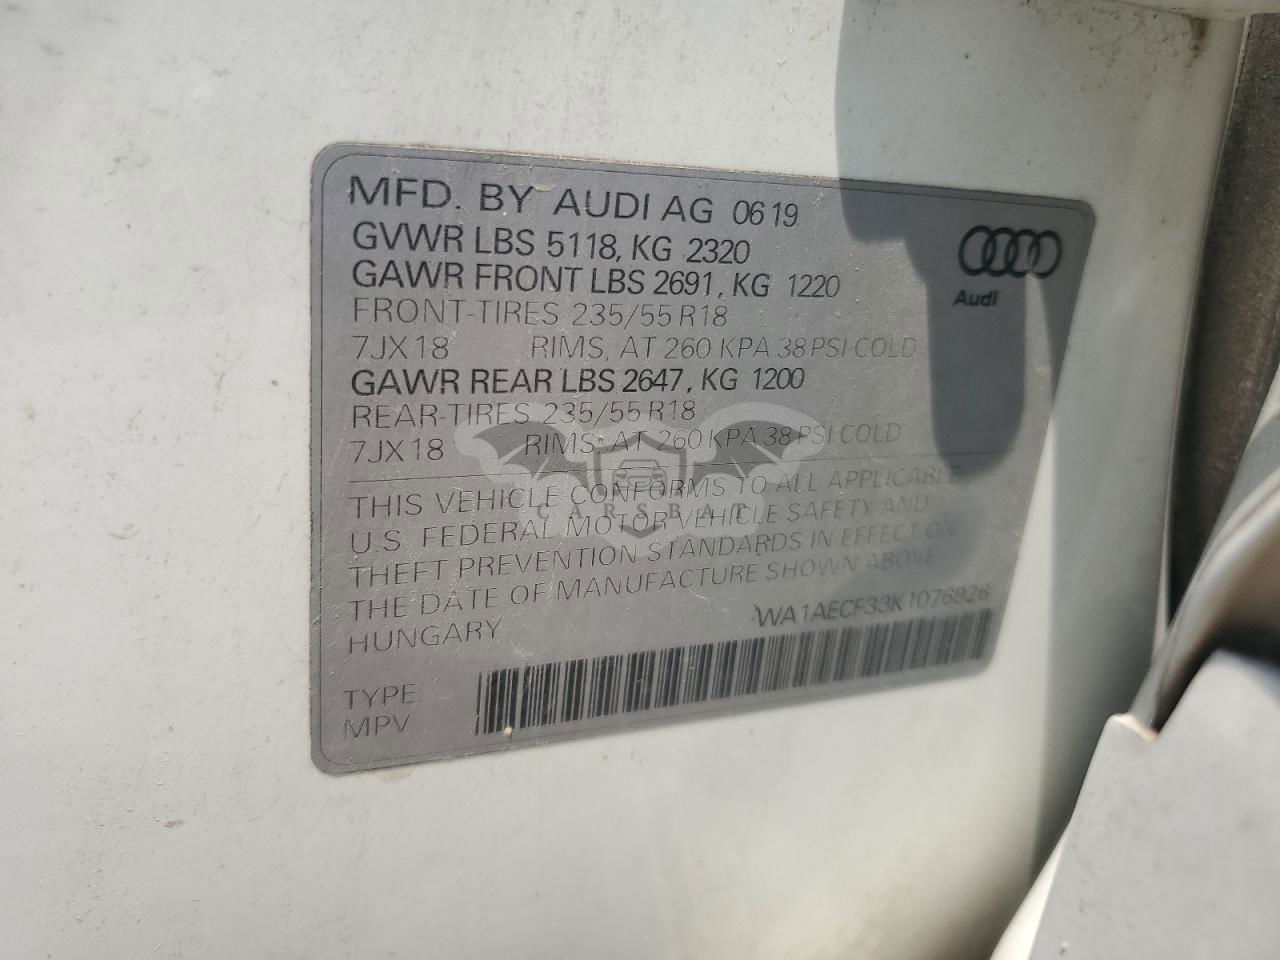 MFD. BY AUDI AG 0619
GVWR LBS 5118, KG 2320
GAWR FRONT LBS 2691, KG 1220
FRONT-TIRES 235/55 R18
7JX18 RIMS, AT 260 KPA 38 PSI COLD
GAWR REAR LBS 2647, KG 1200
REAR-TIRES 235/55 R18
7JX18 RIMS, AT 260 KPA 38 PSI COLD
THIS VEHICLE CONFORMS TO ALL APPLICABLE
U.S. FEDERAL MOTOR VEHICLE SAFETY AND
THEFT PREVENTION STANDARDS IN EFFECT ON
THE DATE OF MANUFACTURE SHOWN ABOVE
HUNGARY
WA1AECF33K1076926
TYPE:
MPV
Audi
CARSBAT